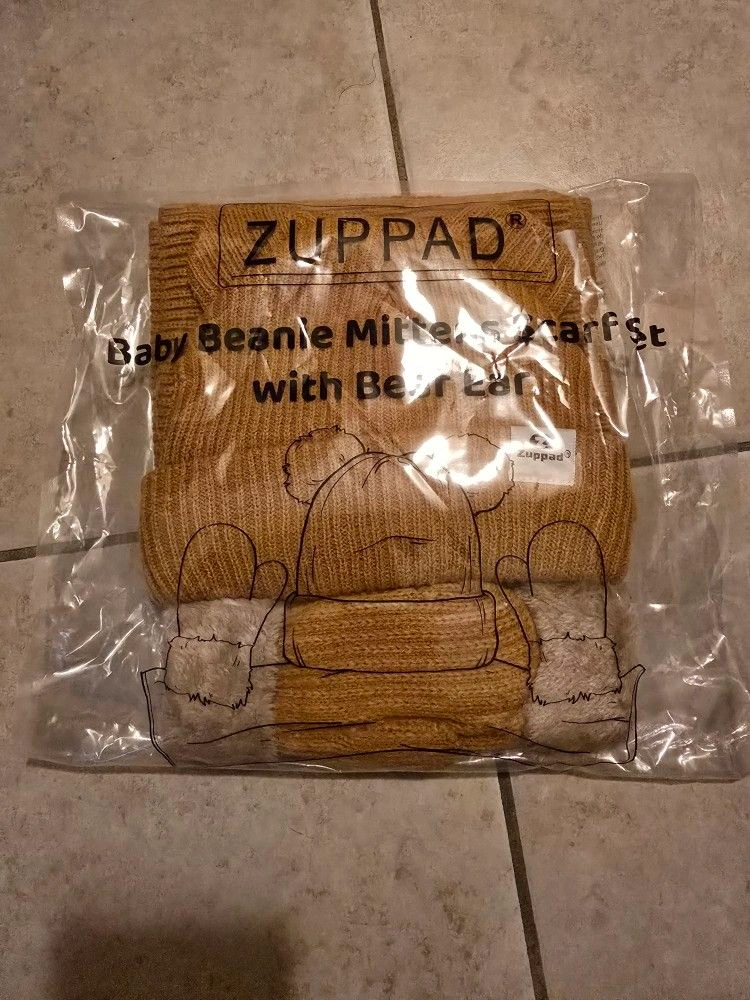 ZUPPAD®
Baby Beanie Mittens Scarf Set
with Bear Ear
Zuppad®